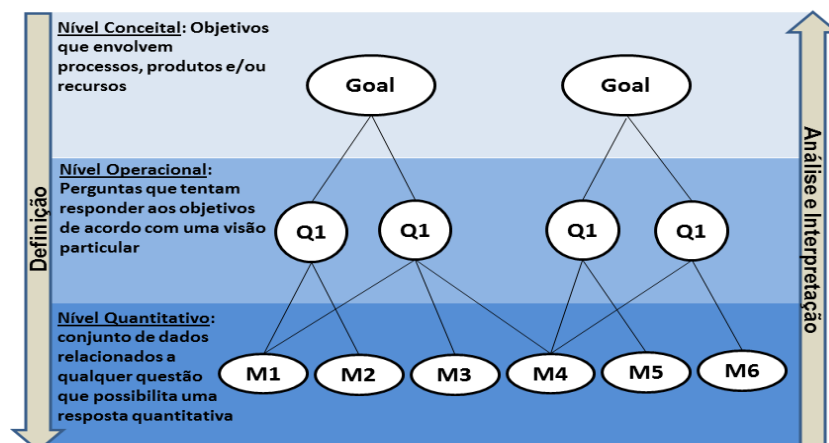 Nível Conceitual: Objetivos
que envolvem
processos, produtos e/ou
recursos
Goal
Goal
Nível Operacional:
Perguntas que tentam
responder aos objetivos
de acordo com uma visão
particular
Q1
Q1
Q1
Q1
Nível Quantitativo:
conjunto de dados
relacionados a
qualquer questão
que possibilita uma
resposta quantitativa
M1
M2
M3
M4
M5
M6
Definição
Análise e Interpretação